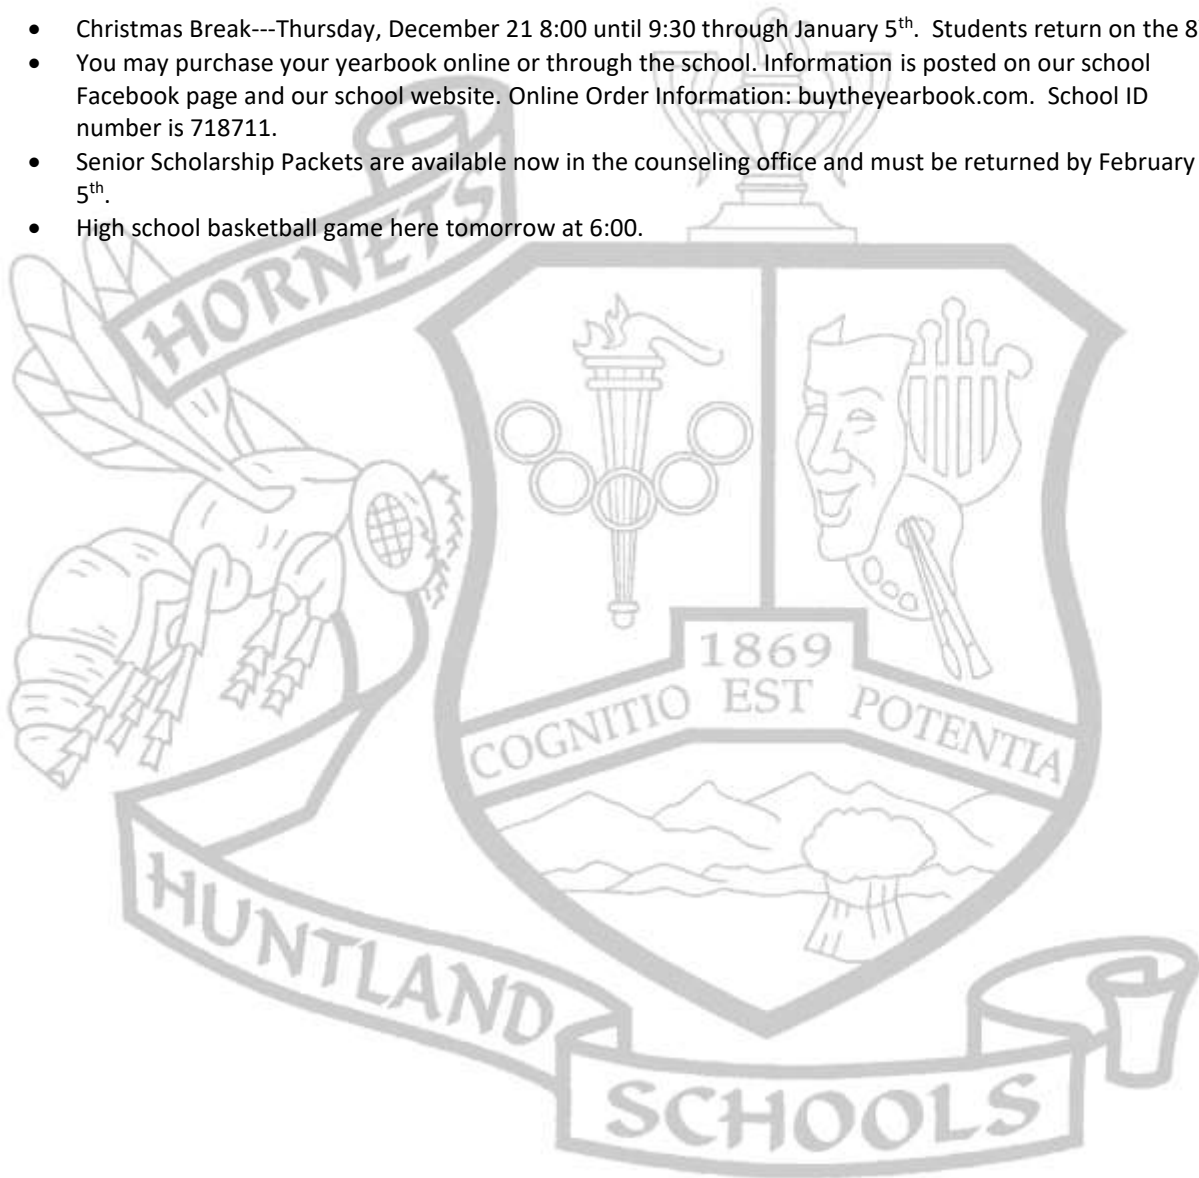 • Christmas Break---Thursday, December 21 8:00 until 9:30 through January 5th.  Students return on the 8
• You may purchase your yearbook online or through the school. Information is posted on our school
Facebook page and our school website. Online Order Information: buytheyearbook.com.  School ID
number is 718711.
• Senior Scholarship Packets are available now in the counseling office and must be returned by February
5th.
• High school basketball game here tomorrow at 6:00.
HORNETS
1869
COGNITIO EST POTENTIA
HUNTLAND
SCHOOLS